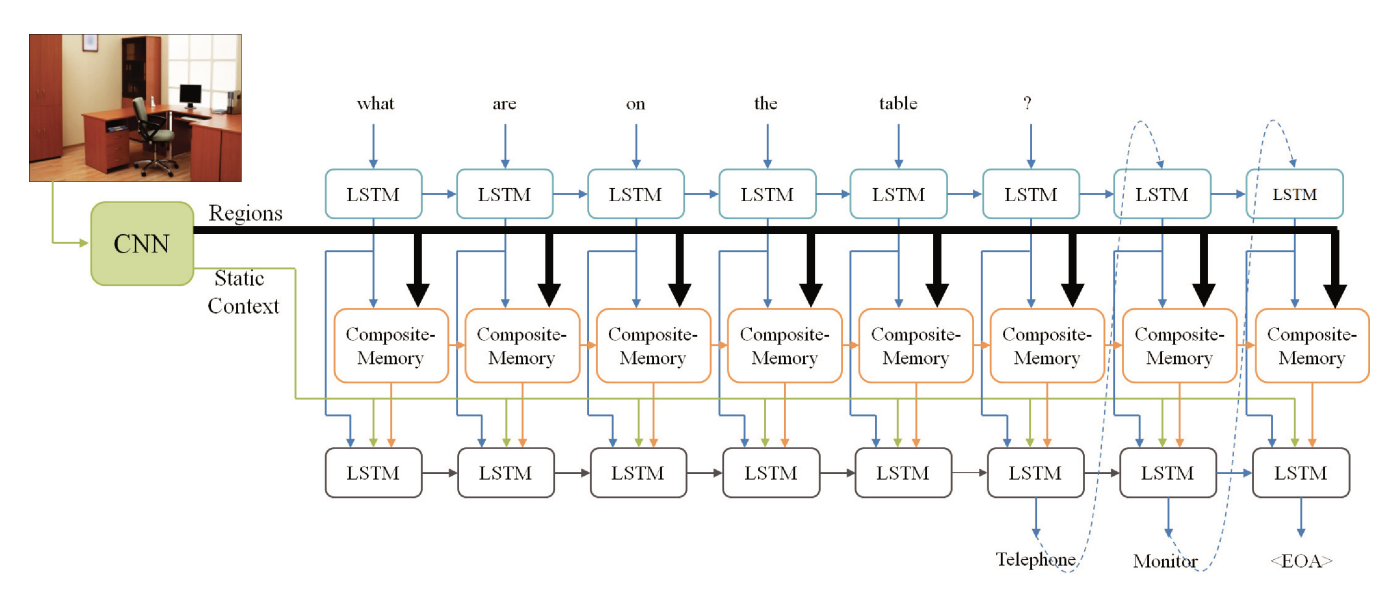 what are on the table ?
LSTM LSTM LSTM LSTM LSTM LSTM LSTM LSTM
Regions
CNN
Static
Context
Composite- Composite- Composite- Composite- Composite- Composite- Composite- Composite-
Memory Memory Memory Memory Memory Memory Memory Memory
LSTM LSTM LSTM LSTM LSTM LSTM LSTM LSTM
Telephone Monitor <EOA>